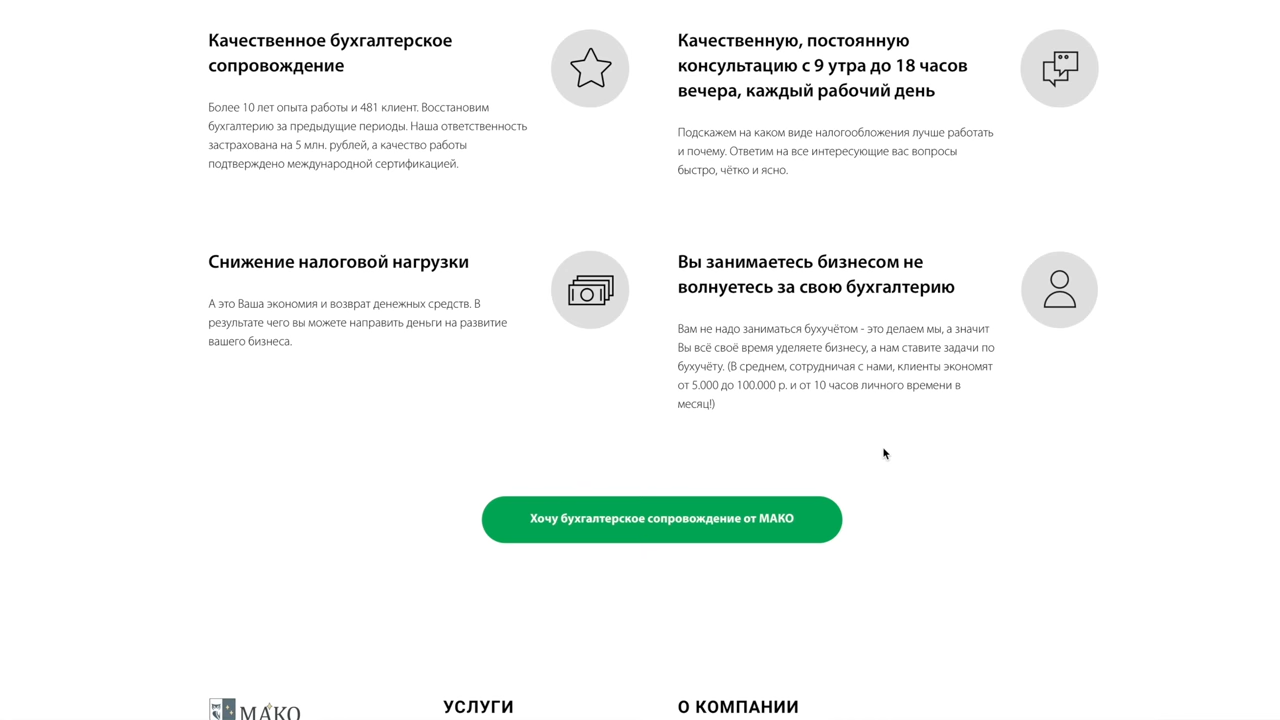 Качественное бухгалтерское
сопровождение
Более 10 лет опыта работы и 481 клиент. Восстановим
бухгалтерию за предыдущие периоды. Наша ответственность
застрахована на 5 млн. рублей, а качество работы
подтверждено международной сертификацией.
Качественную, постоянную
консультацию с 9 утра до 18 часов
вечера, каждый рабочий день
Подскажем на каком виде налогообложения лучше работать
и почему. Ответим на все интересующие вас вопросы
быстро, чётко и ясно.
Снижение налоговой нагрузки
А это Ваша экономия и возврат денежных средств. В
результате чего вы можете направить деньги на развитие
вашего бизнеса.
Вы занимаетесь бизнесом не
волнуетесь за свою бухгалтерию
Вам не надо заниматься бухучётом - это делаем мы, а значит
Вы всё своё время уделяете бизнесу, а нам ставите задачи по
бухучёту. (В среднем, сотрудничая с нами, клиенты экономят
от 5.000 до 100.000 р. и от 10 часов личного времени в
месяц!)
Хочу бухгалтерское сопровождение от МАКО
МАКО
УСЛУГИ
О КОМПАНИИ